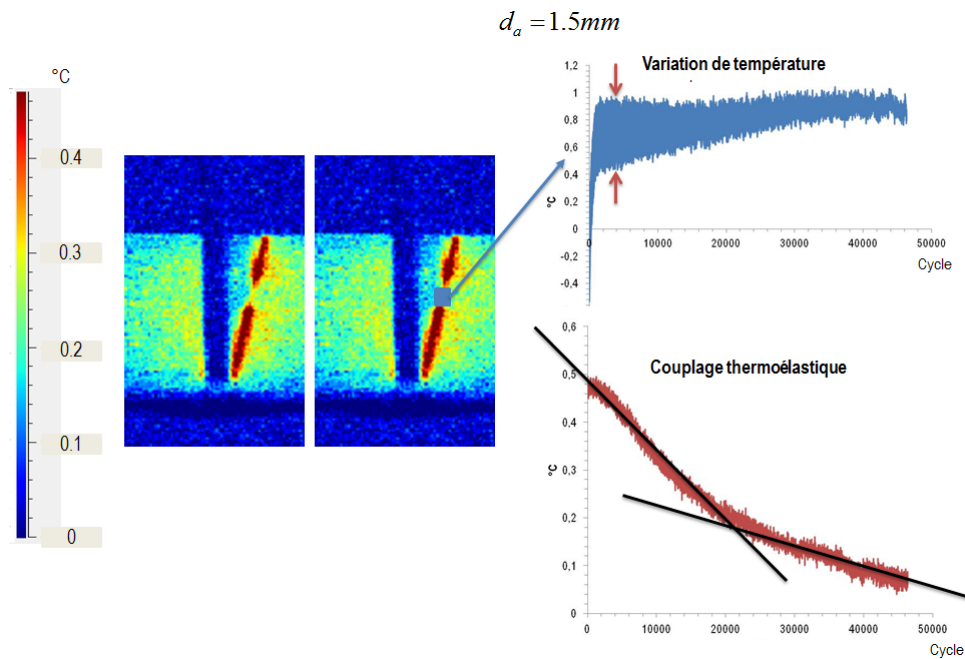 d_a = 1.5mm
°C
0.4
0.3
0.2
0.1
0
Variation de température
1,2
1
0,8
0,6
0,4
0,2
0
-0,2
-0,4
°C
0 10000 20000 30000 40000 50000
Cycle
Couplage thermoélastique
0,6
0,5
0,4
0,3
0,2
0,1
0
°C
0 10000 20000 30000 40000 50000
Cycle